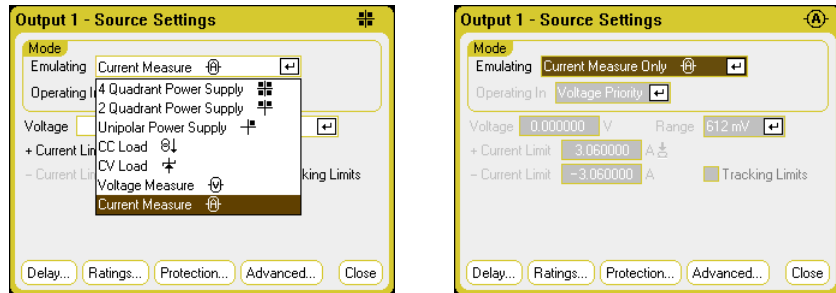 Output 1 - Source Settings
Mode
Emulating Current Measure
Operating I
4 Quadrant Power Supply
2 Quadrant Power Supply
Unipolar Power Supply
CC Load
CV Load
Voltage Measure
Current Measure
Voltage
+ Current Lim
- Current Lim king Limits
Delay... Ratings... Protection... Advanced... Close
Output 1 - Source Settings
Mode
Emulating Current Measure Only
Operating In Voltage Priority
Voltage 0.000000 V Range 612 mV
+ Current Limit 3.060000 A
- Current Limit -3.060000 A Tracking Limits
Delay... Ratings... Protection... Advanced... Close